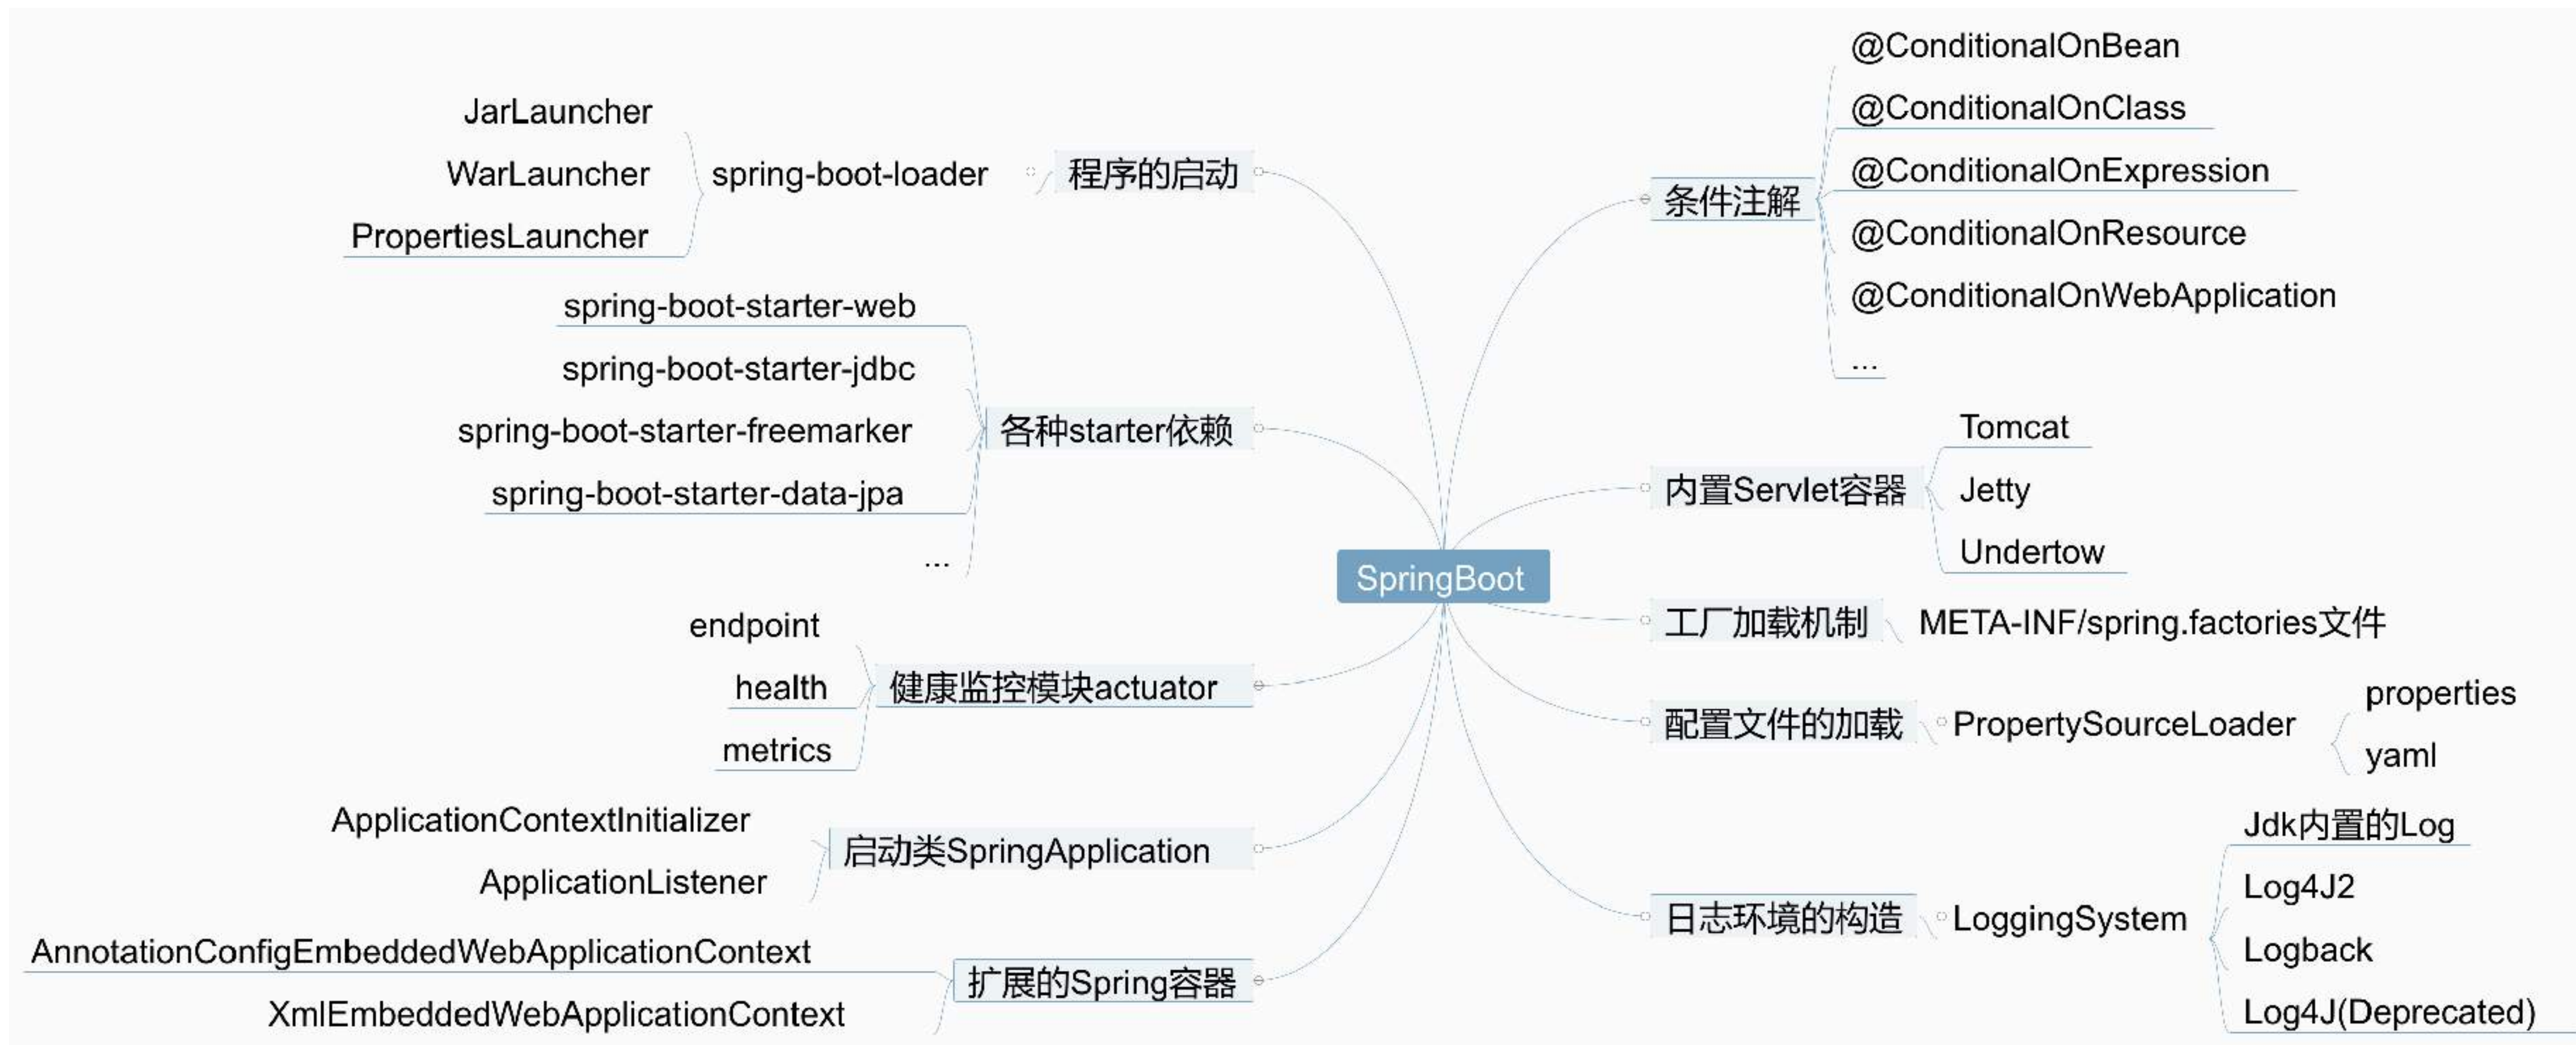 SpringBoot
程序的启动
spring-boot-loader
JarLauncher
WarLauncher
PropertiesLauncher
各种starter依赖
spring-boot-starter-web
spring-boot-starter-jdbc
spring-boot-starter-freemarker
spring-boot-starter-data-jpa
...
健康监控模块actuator
endpoint
health
metrics
启动类SpringApplication
ApplicationContextInitializer
ApplicationListener
扩展的Spring容器
AnnotationConfigEmbeddedWebApplicationContext
XmlEmbeddedWebApplicationContext
条件注解
@ConditionalOnBean
@ConditionalOnClass
@ConditionalOnExpression
@ConditionalOnResource
@ConditionalOnWebApplication
...
内置Servlet容器
Tomcat
Jetty
Undertow
工厂加载机制
META-INF/spring.factories文件
配置文件的加载
PropertySourceLoader
properties
yaml
日志环境的构造
LoggingSystem
Jdk内置的Log
Log4J2
Logback
Log4J(Deprecated)